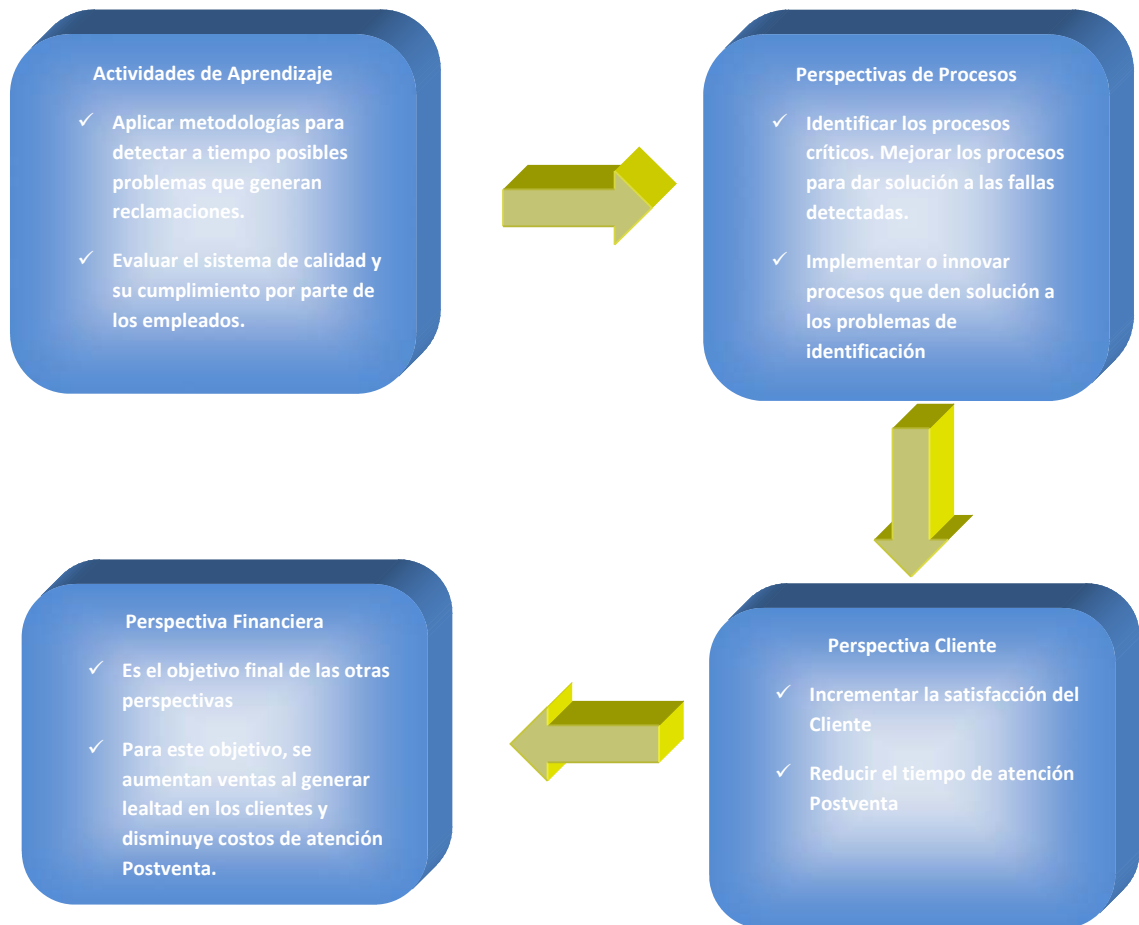 Actividades de Aprendizaje
✓ Aplicar metodologías para
detectar a tiempo posibles
problemas que generan
reclamaciones.
✓ Evaluar el sistema de calidad y
su cumplimiento por parte de
los empleados.
Perspectivas de Procesos
✓ Identificar los procesos
críticos. Mejorar los procesos
para dar solución a las fallas
detectadas.
✓ Implementar o innovar
procesos que den solución a
los problemas de
identificación
Perspectiva Cliente
✓ Incrementar la satisfacción del
Cliente
✓ Reducir el tiempo de atención
Postventa
Perspectiva Financiera
✓ Es el objetivo final de las otras
perspectivas
✓ Para este objetivo, se
aumentan ventas al generar
lealtad en los clientes y
disminuye costos de atención
Postventa.